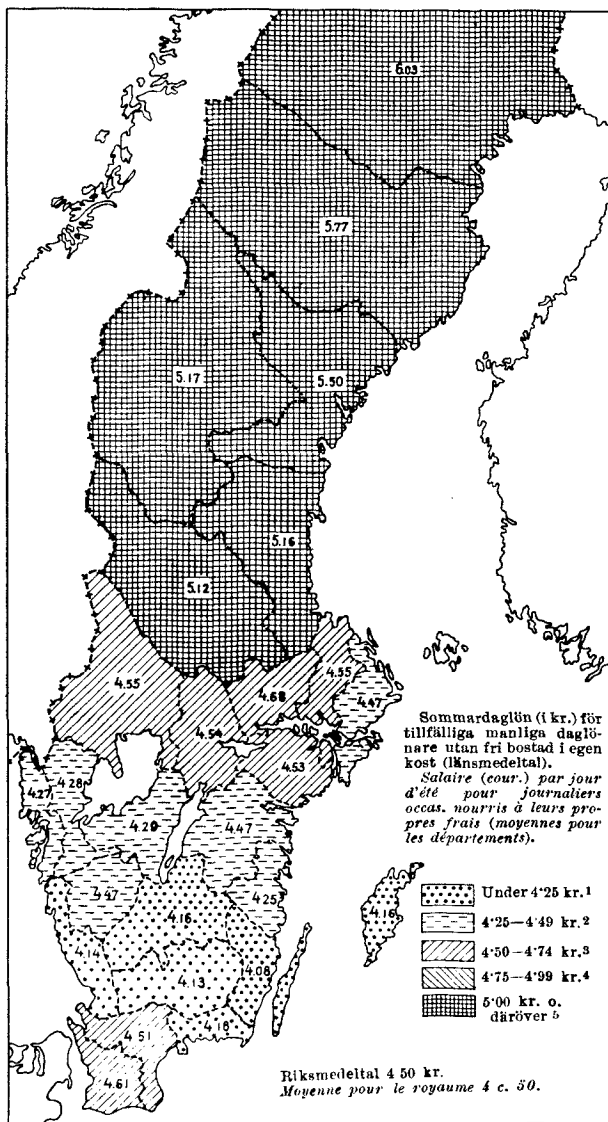 6.03
5.77
5.17
5.50
5.16
5.12
4.55
4.68
4.55
4.47
4.54
4.53
4.27
4.28
4.29
4.47
4.47
4.25
4.16
4.16
4.14
4.13
4.08
4.18
4.51
4.61
Sommardaglön (i kr.) för
tillfälliga manliga daglö-
nare utan fri bostad i egen
kost (länsmedeltal).
Salaire (cour.) par jour
d'été pour journaliers
occas. nourris à leurs pro-
pres frais (moyennes pour
les départements).
Under 4·25 kr.¹
4·25—4·49 kr.²
4·50—4·74 kr.³
4·75—4·99 kr.⁴
5·00 kr. o.
däröver ⁵
Riksmedeltal 4 50 kr.
Moyenne pour le royaume 4 c. 50.